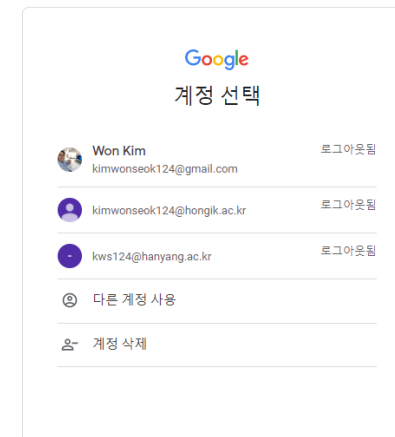 Google
계정 선택
Won Kim
로그아웃됨
kimwonseok124@gmail.com
kimwonseok124@hongik.ac.kr
로그아웃됨
-
kws124@hanyang.ac.kr
로그아웃됨
다른 계정 사용
계정 삭제